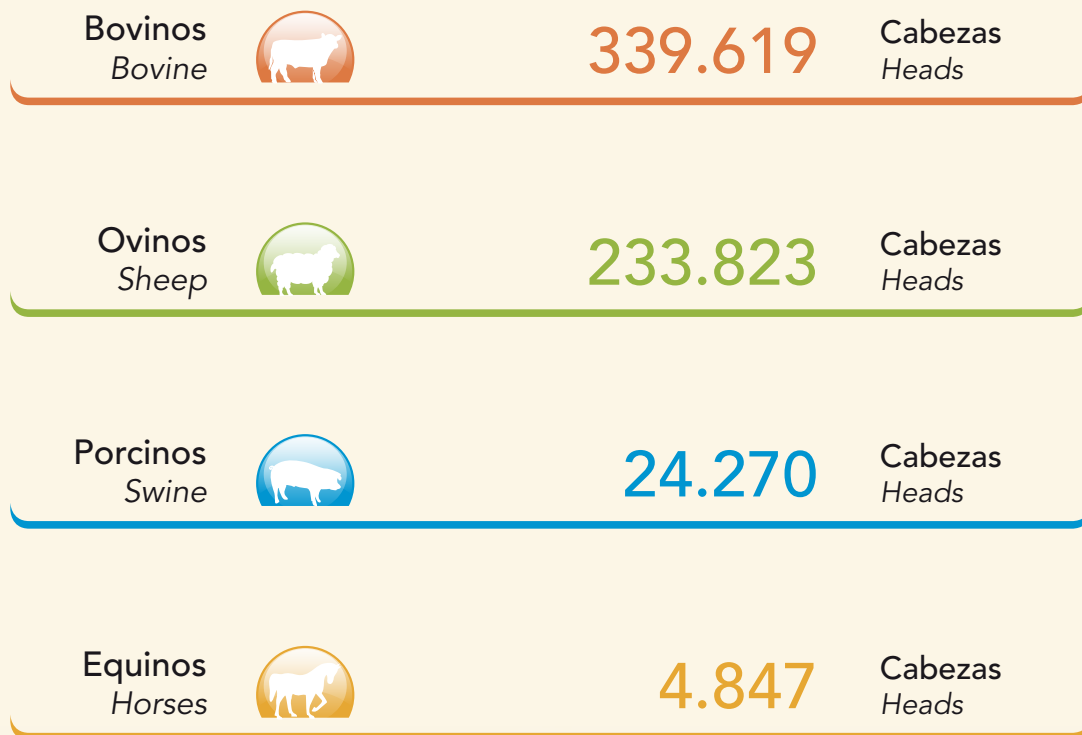 Bovinos
Bovine
339.619
Cabezas
Heads
Ovinos
Sheep
233.823
Cabezas
Heads
Porcinos
Swine
24.270
Cabezas
Heads
Equinos
Horses
4.847
Cabezas
Heads